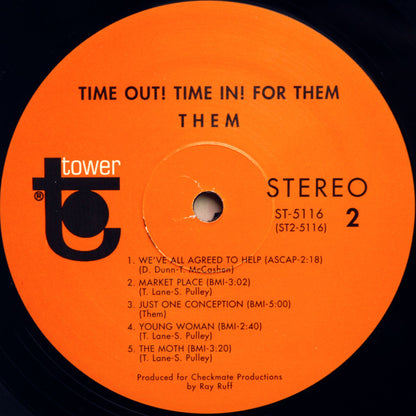 TIME OUT! TIME IN! FOR THEM
THEM
tower
®
STEREO
ST-5116
(ST2-5116)
2
1. WE'VE ALL AGREED TO HELP (ASCAP-2:18)
(D. Dunn-T. McCashen)
2. MARKET PLACE (BMI-3:02)
(T. Lane-S. Pulley)
3. JUST ONE CONCEPTION (BMI-5:00)
(Them)
4. YOUNG WOMAN (BMI-2:40)
(T. Lane-S. Pulley)
5. THE MOTH (BMI-3:20)
(T. Lane-S. Pulley)
Produced for Checkmate Productions
by Ray Ruff